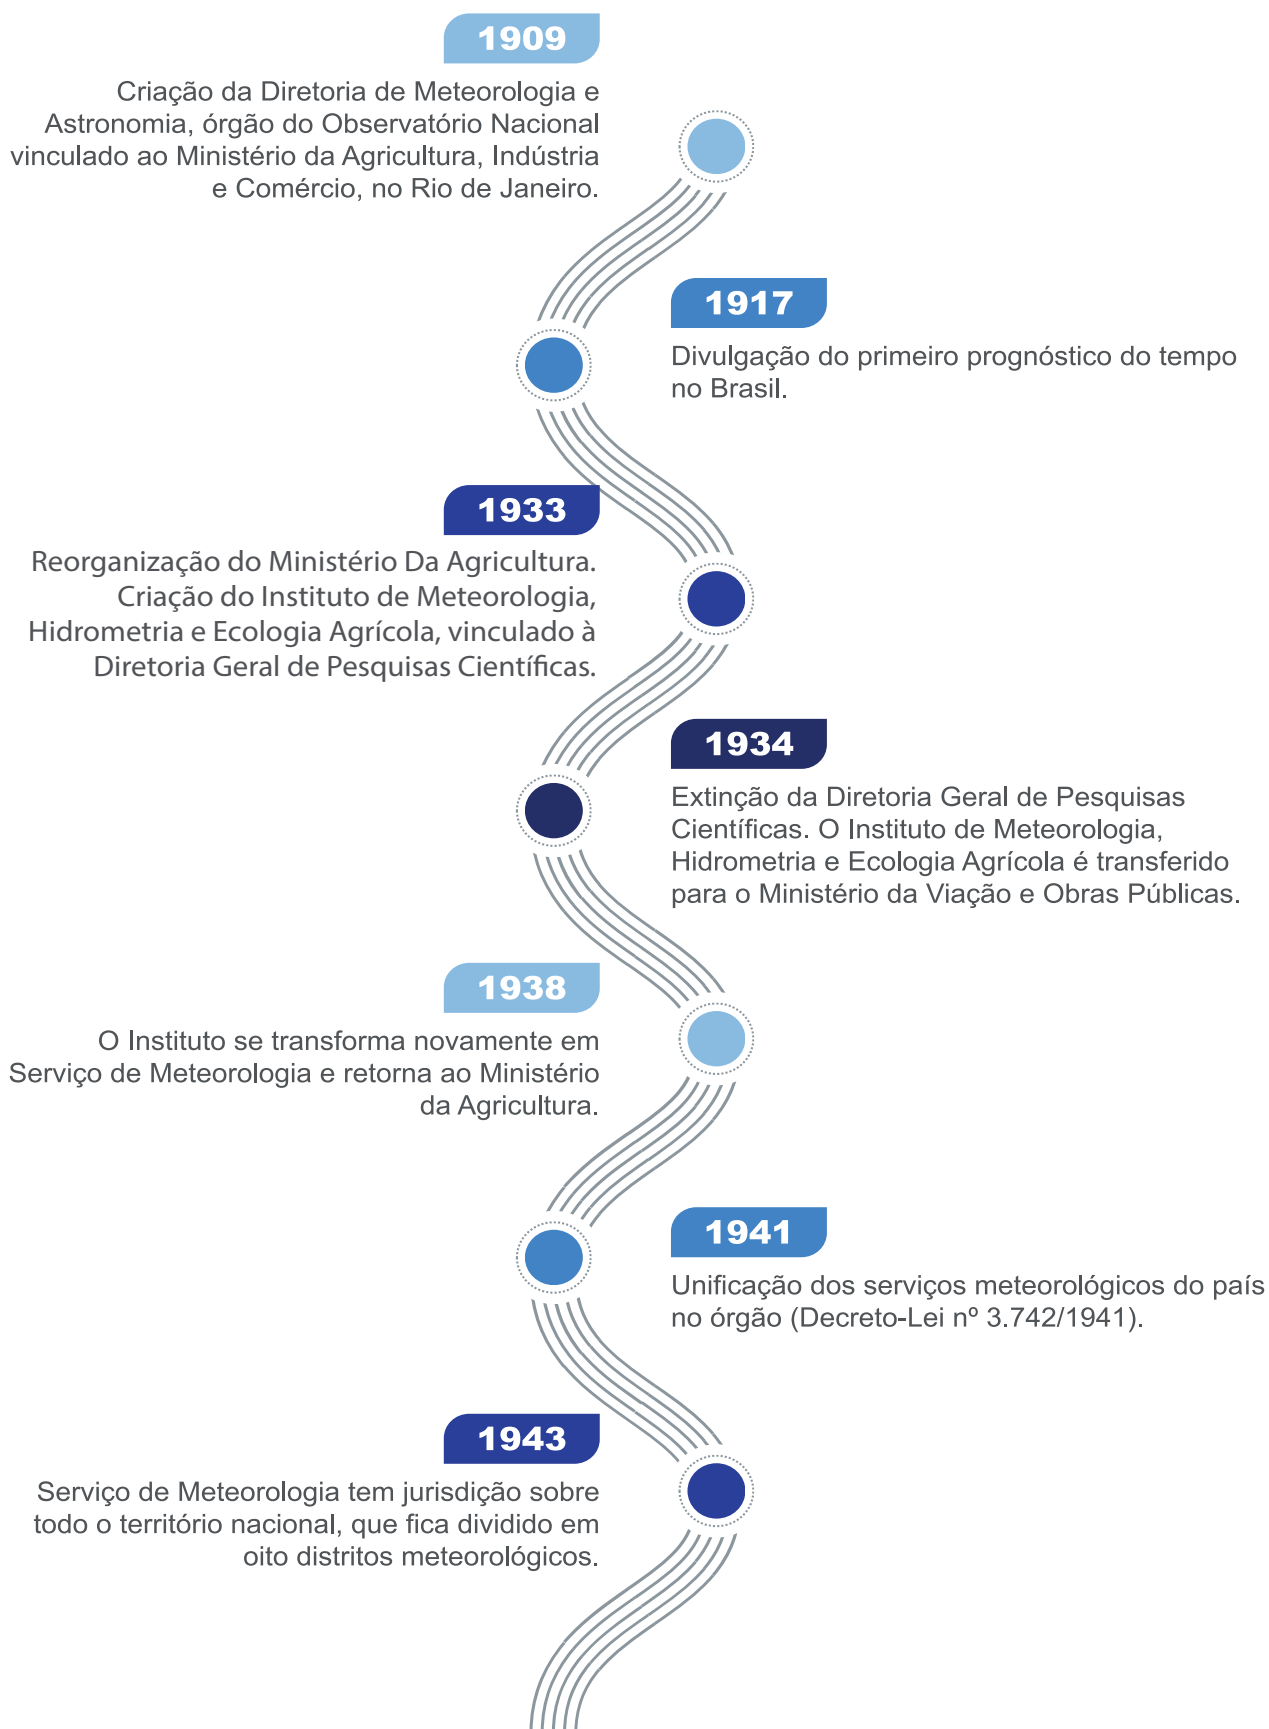 1909
Criação da Diretoria de Meteorologia e
Astronomia, órgão do Observatório Nacional
vinculado ao Ministério da Agricultura, Indústria
e Comércio, no Rio de Janeiro.
1917
Divulgação do primeiro prognóstico do tempo
no Brasil.
1933
Reorganização do Ministério Da Agricultura.
Criação do Instituto de Meteorologia,
Hidrometria e Ecologia Agrícola, vinculado à
Diretoria Geral de Pesquisas Científicas.
1934
Extinção da Diretoria Geral de Pesquisas
Científicas. O Instituto de Meteorologia,
Hidrometria e Ecologia Agrícola é transferido
para o Ministério da Viação e Obras Públicas.
1938
O Instituto se transforma novamente em
Serviço de Meteorologia e retorna ao Ministério
da Agricultura.
1941
Unificação dos serviços meteorológicos do país
no órgão (Decreto-Lei nº 3.742/1941).
1943
Serviço de Meteorologia tem jurisdição sobre
todo o território nacional, que fica dividido em
oito distritos meteorológicos.